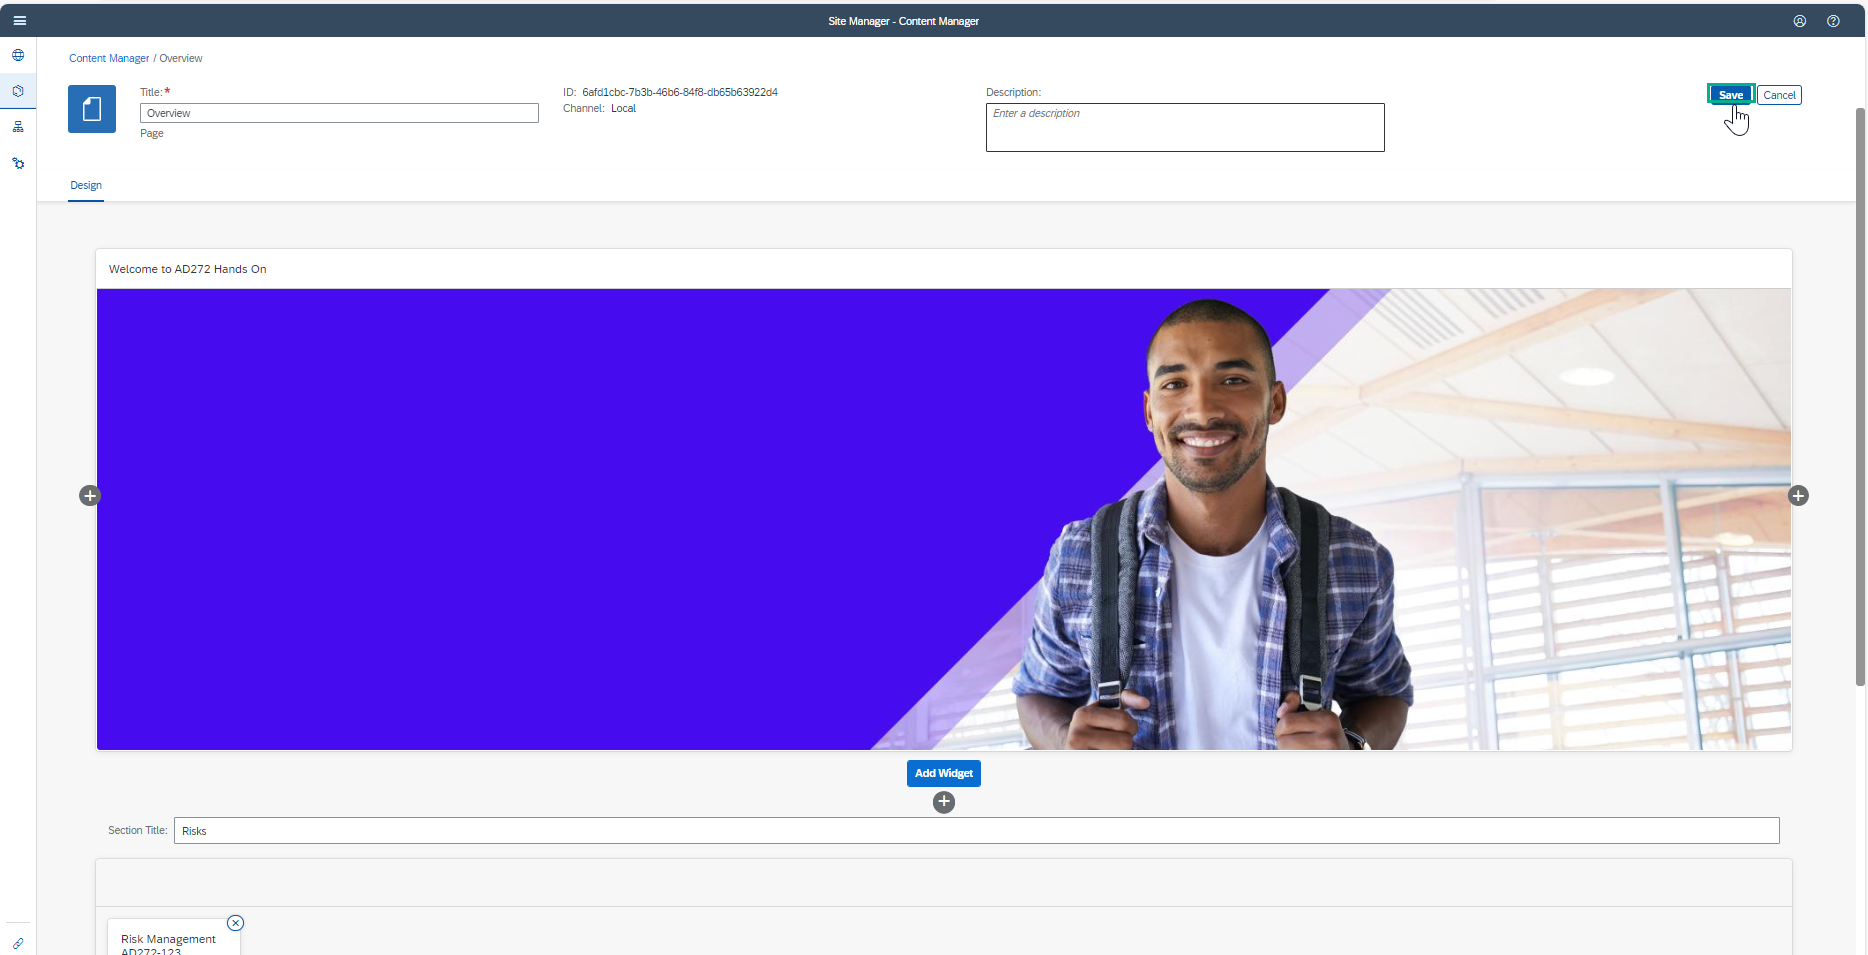 Site Manager - Content Manager
Content Manager / Overview
Title: *
Overview
Page
ID: 6afd1cbc-7b3b-46b6-84f8-db65b63922d4
Channel: Local
Description:
Enter a description
Save
Cancel
Design
Welcome to AD272 Hands On
Add Widget
Section Title: Risks
Risk Management
AD272-123